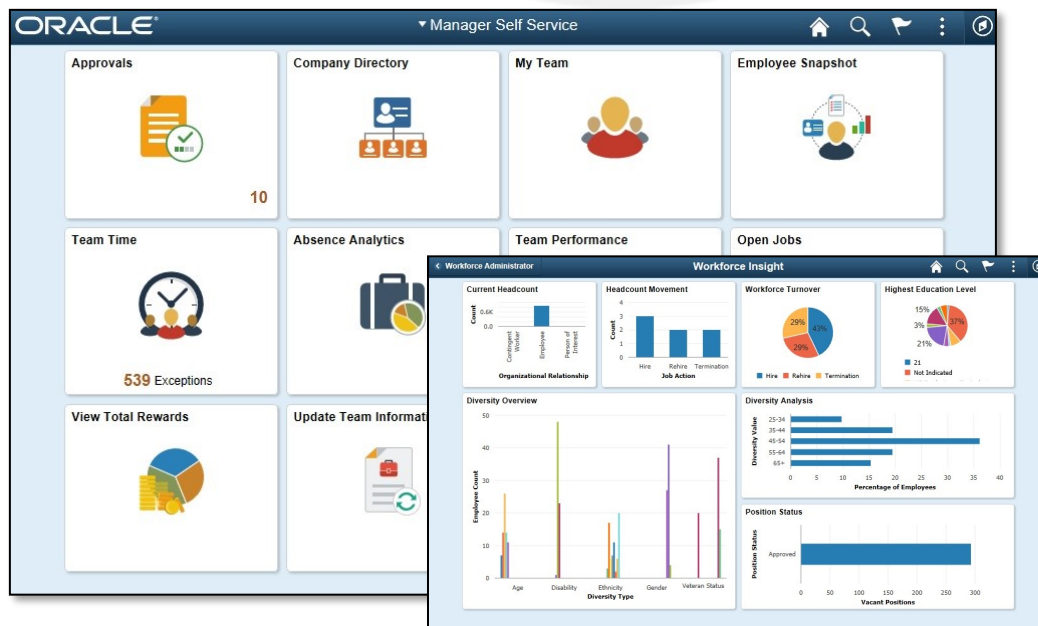 ORACLE
Manager Self Service
Approvals
10
Company Directory
My Team
Employee Snapshot
Team Time
539 Exceptions
Absence Analytics
Team Performance
Open Jobs
View Total Rewards
Update Team Informati
Workforce Administrator
Workforce Insight
Current Headcount
Count
0.6K
0.0
Contingent Worker
Employee
Person of Interest
Organizational Relationship
Headcount Movement
Count
4
3
2
1
0
Hire Rehire Termination
Job Action
Workforce Turnover
29%
43%
29%
Hire Rehire Termination
Highest Education Level
15%
37%
3%
21%
21
Not Indicated
Diversity Overview
Employee Count
50
40
30
20
10
0
Age Disability Ethnicity Gender Veteran Status
Diversity Type
Diversity Analysis
Diversity Value
25-34
35-44
45-54
55-64
65+
0 5 10 15 20 25 30 35 40
Percentage of Employees
Position Status
Position Status
Approved
0 50 100 150 200 250 300
Vacant Positions